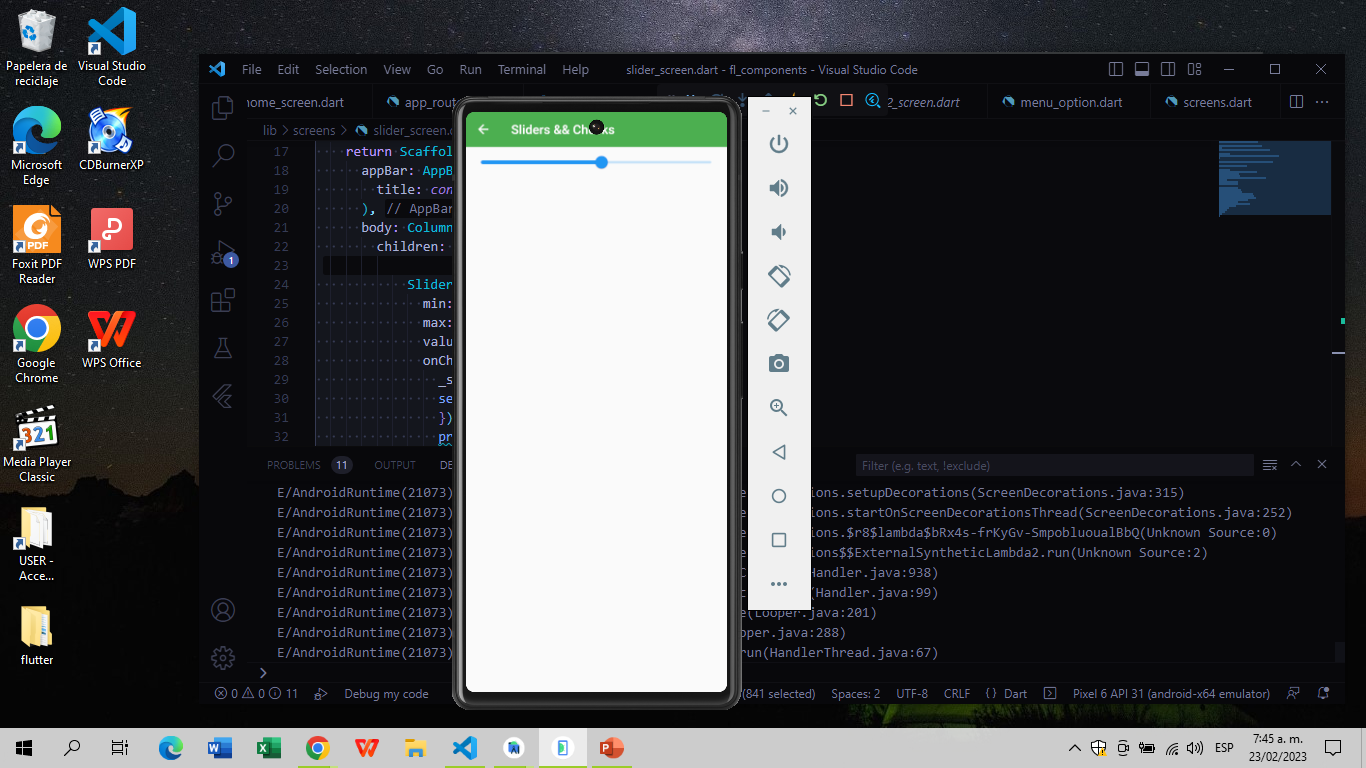 Papelera de
reciclaje
Visual Studio
Code
Microsoft
Edge
CDBurnerXP
Foxit PDF
Reader
WPS PDF
Google
Chrome
WPS Office
Media Player
Classic
USER -
Acce...
flutter
File Edit Selection View Go Run Terminal Help
slider_screen.dart - fl_components - Visual Studio Code
home_screen.dart
menu_option.dart
screens.dart
lib > screens > slider_screen.
17 return Scaffol
18 appBar: AppB
19 title: con
20 ), // AppBar
21 body: Column
22 children:
23
24 Slider
25 min:
26 max:
27 valu
28 onCh
29 _s
30 se
31 })
32 pr
Sliders && Checks
1
PROBLEMS 11 OUTPUT DE
Filter (e.g. text, !exclude)
E/AndroidRuntime(21073) ions.setupDecorations(ScreenDecorations.java:315)
E/AndroidRuntime(21073) ions.startOnScreenDecorationsThread(ScreenDecorations.java:252)
E/AndroidRuntime(21073) ions.$r8$lambda$bRx4s-frKyGv-SmpobluoualBbQ(Unknown Source:0)
E/AndroidRuntime(21073) ions$$ExternalSyntheticLambda2.run(Unknown Source:2)
E/AndroidRuntime(21073) Handler.java:938)
E/AndroidRuntime(21073) (Handler.java:99)
E/AndroidRuntime(21073) e(Looper.java:201)
E/AndroidRuntime(21073) oper.java:288)
E/AndroidRuntime(21073) run(HandlerThread.java:67)
0 0 11 Debug my code (841 selected) Spaces: 2 UTF-8 CRLF {} Dart Pixel 6 API 31 (android-x64 emulator)
ESP
7:45 a. m.
23/02/2023